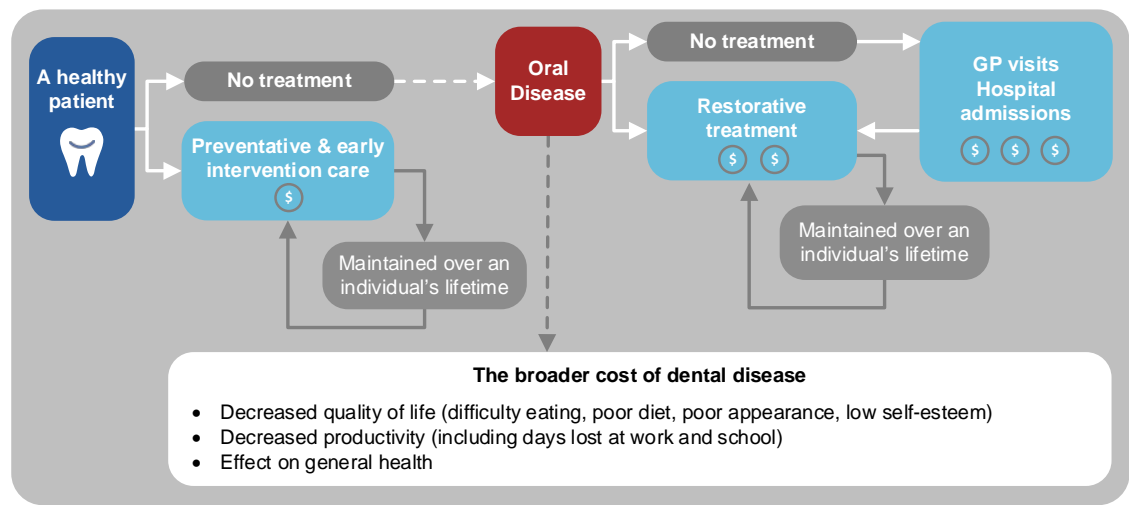 A healthy
patient
No treatment
Preventative & early
intervention care
$
Maintained over an
individual's lifetime
Oral
Disease
No treatment
Restorative
treatment
$ $
Maintained over an
individual's lifetime
GP visits
Hospital
admissions
$ $ $
The broader cost of dental disease
• Decreased quality of life (difficulty eating, poor diet, poor appearance, low self-esteem)
• Decreased productivity (including days lost at work and school)
• Effect on general health